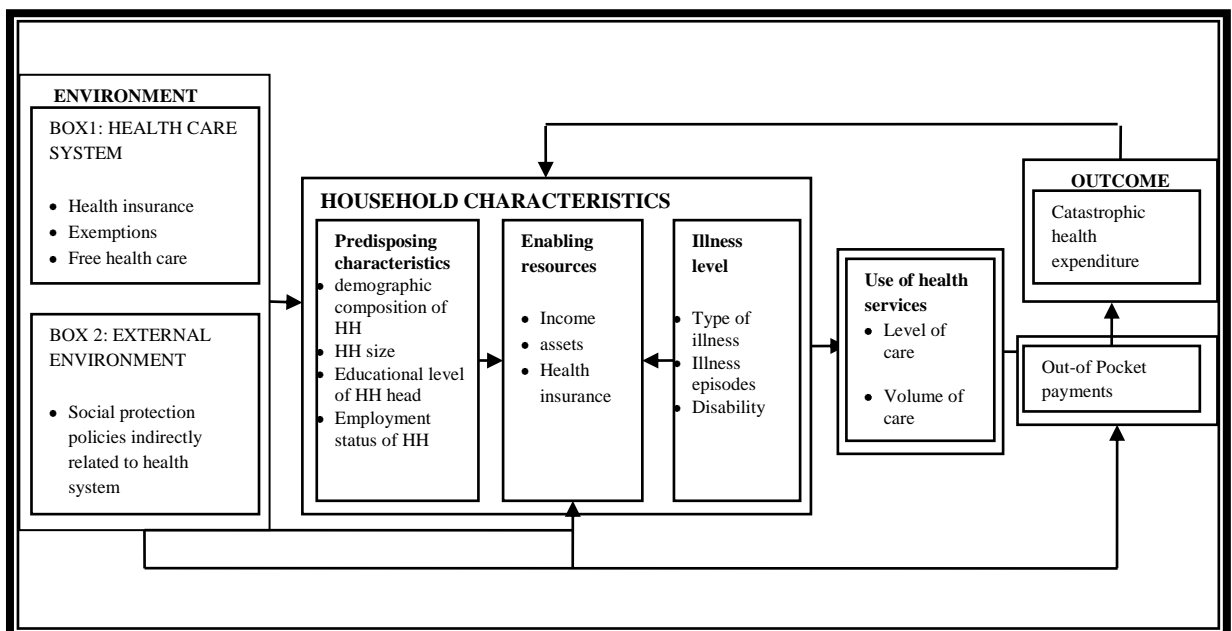 ENVIRONMENT
BOX1: HEALTH CARE
SYSTEM
• Health insurance
• Exemptions
• Free health care
BOX 2: EXTERNAL
ENVIRONMENT
• Social protection
policies indirectly
related to health
system
HOUSEHOLD CHARACTERISTICS
Predisposing
characteristics
• demographic
composition of
HH
• HH size
• Educational level
of HH head
• Employment
status of HH
Enabling
resources
• Income
• assets
• Health
insurance
Illness
level
• Type of
illness
• Illness
episodes
• Disability
Use of health
services
• Level of
care
• Volume of
care
OUTCOME
Catastrophic
health
expenditure
Out-of Pocket
payments